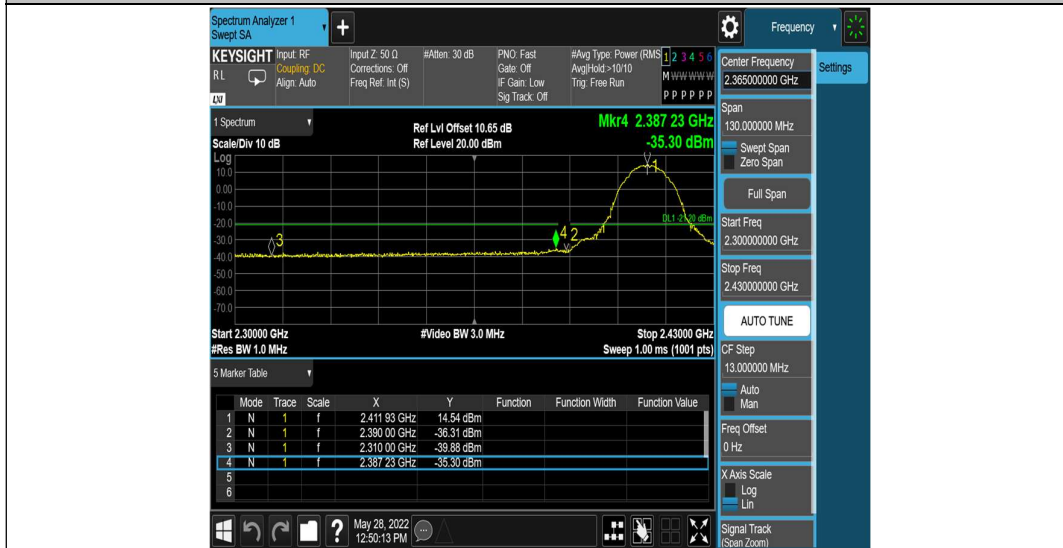 Spectrum Analyzer 1
Swept SA
+
Frequency
KEYSIGHT
RL
LXI
Input: RF
Coupling: DC
Align: Auto
Input Z: 50 Ω
Corrections: Off
Freq Ref: Int (S)
#Atten: 30 dB
PNO: Fast
Gate: Off
IF Gain: Low
Sig Track: Off
#Avg Type: Power (RMS
Avg|Hold:>10/10
Trig: Free Run
1 2 3 4 5 6
M W W W W W
P P P P P P
1 Spectrum
Scale/Div 10 dB
Ref Lvl Offset 10.65 dB
Ref Level 20.00 dBm
Mkr4 2.387 23 GHz
-35.30 dBm
Log
10.0
0.00
-10.0
-20.0
-30.0
-40.0
-50.0
-60.0
-70.0
1
DL1 -21.20 dBm
4
2
3
Start 2.30000 GHz
#Res BW 1.0 MHz
#Video BW 3.0 MHz
Stop 2.43000 GHz
Sweep 1.00 ms (1001 pts)
5 Marker Table
Mode Trace Scale X Y Function Function Width Function Value
1 N 1 f 2.411 93 GHz 14.54 dBm
2 N 1 f 2.390 00 GHz -36.31 dBm
3 N 1 f 2.310 00 GHz -39.88 dBm
4 N 1 f 2.387 23 GHz -35.30 dBm
5
6
?
May 28, 2022
12:50:13 PM
Center Frequency
2.365000000 GHz
Settings
Span
130.000000 MHz
Swept Span
Zero Span
Full Span
Start Freq
2.300000000 GHz
Stop Freq
2.430000000 GHz
AUTO TUNE
CF Step
13.000000 MHz
Auto
Man
Freq Offset
0 Hz
X Axis Scale
Log
Lin
Signal Track
(Span Zoom)